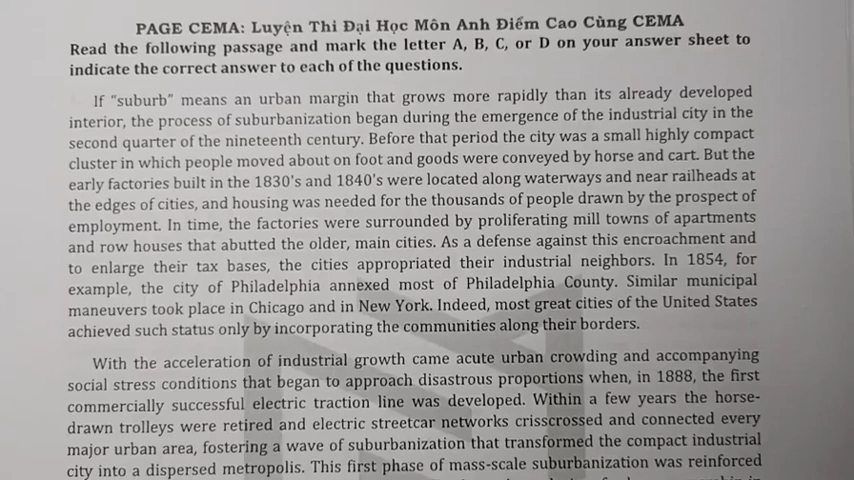 PAGE CEMA: Luyện Thi Đại Học Môn Anh Điểm Cao Cùng CEMA
Read the following passage and mark the letter A, B, C, or D on your answer sheet to
indicate the correct answer to each of the questions.
If “suburb” means an urban margin that grows more rapidly than its already developed
interior, the process of suburbanization began during the emergence of the industrial city in the
second quarter of the nineteenth century. Before that period the city was a small highly compact
cluster in which people moved about on foot and goods were conveyed by horse and cart. But the
early factories built in the 1830's and 1840's were located along waterways and near railheads at
the edges of cities, and housing was needed for the thousands of people drawn by the prospect of
employment. In time, the factories were surrounded by proliferating mill towns of apartments
and row houses that abutted the older, main cities. As a defense against this encroachment and
to enlarge their tax bases, the cities appropriated their industrial neighbors. In 1854, for
example, the city of Philadelphia annexed most of Philadelphia County. Similar municipal
maneuvers took place in Chicago and in New York. Indeed, most great cities of the United States
achieved such status only by incorporating the communities along their borders.
With the acceleration of industrial growth came acute urban crowding and accompanying
social stress conditions that began to approach disastrous proportions when, in 1888, the first
commercially successful electric traction line was developed. Within a few years the horse-
drawn trolleys were retired and electric streetcar networks crisscrossed and connected every
major urban area, fostering a wave of suburbanization that transformed the compact industrial
city into a dispersed metropolis. This first phase of mass-scale suburbanization was reinforced